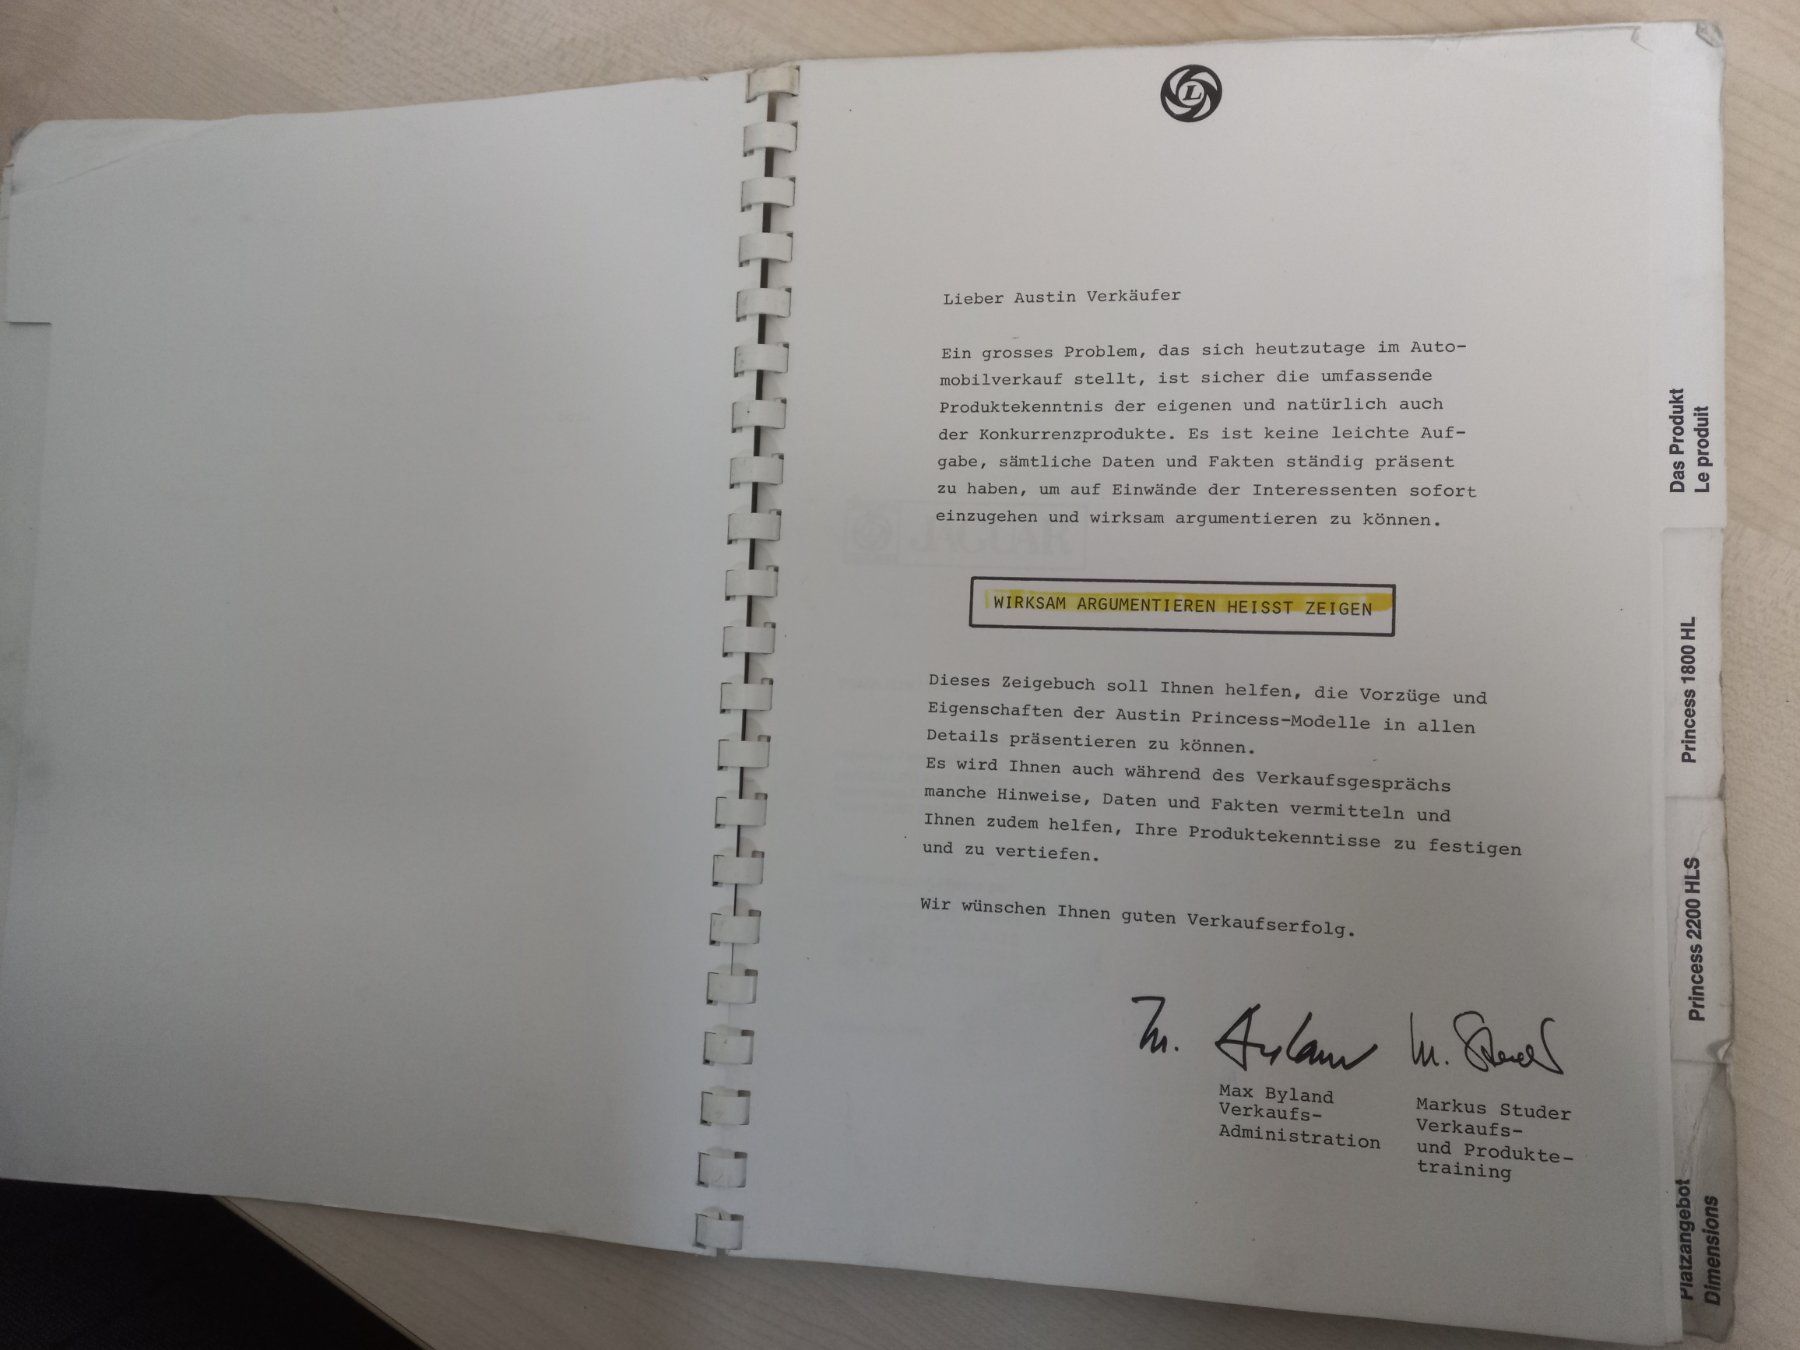 L
Lieber Austin Verkäufer
Ein grosses Problem, das sich heutzutage im Auto-
mobilverkauf stellt, ist sicher die umfassende
Produktekenntnis der eigenen und natürlich auch
der Konkurrenzprodukte. Es ist keine leichte Auf-
gabe, sämtliche Daten und Fakten ständig präsent
zu haben, um auf Einwände der Interessenten sofort
einzugehen und wirksam argumentieren zu können.
JAGUAR
WIRKSAM ARGUMENTIEREN HEISST ZEIGEN
Dieses Zeigebuch soll Ihnen helfen, die Vorzüge und
Eigenschaften der Austin Princess-Modelle in allen
Details präsentieren zu können.
Es wird Ihnen auch während des Verkaufsgesprächs
manche Hinweise, Daten und Fakten vermitteln und
Ihnen zudem helfen, Ihre Produktekenntisse zu festigen
und zu vertiefen.
Wir wünschen Ihnen guten Verkaufserfolg.
Max Byland
Verkaufs-
Administration
Markus Studer
Verkaufs-
und Produkte-
training
Das Produkt
Le produit
Princess 1800 HL
Princess 2200 HLS
Platzangebot
Dimensions